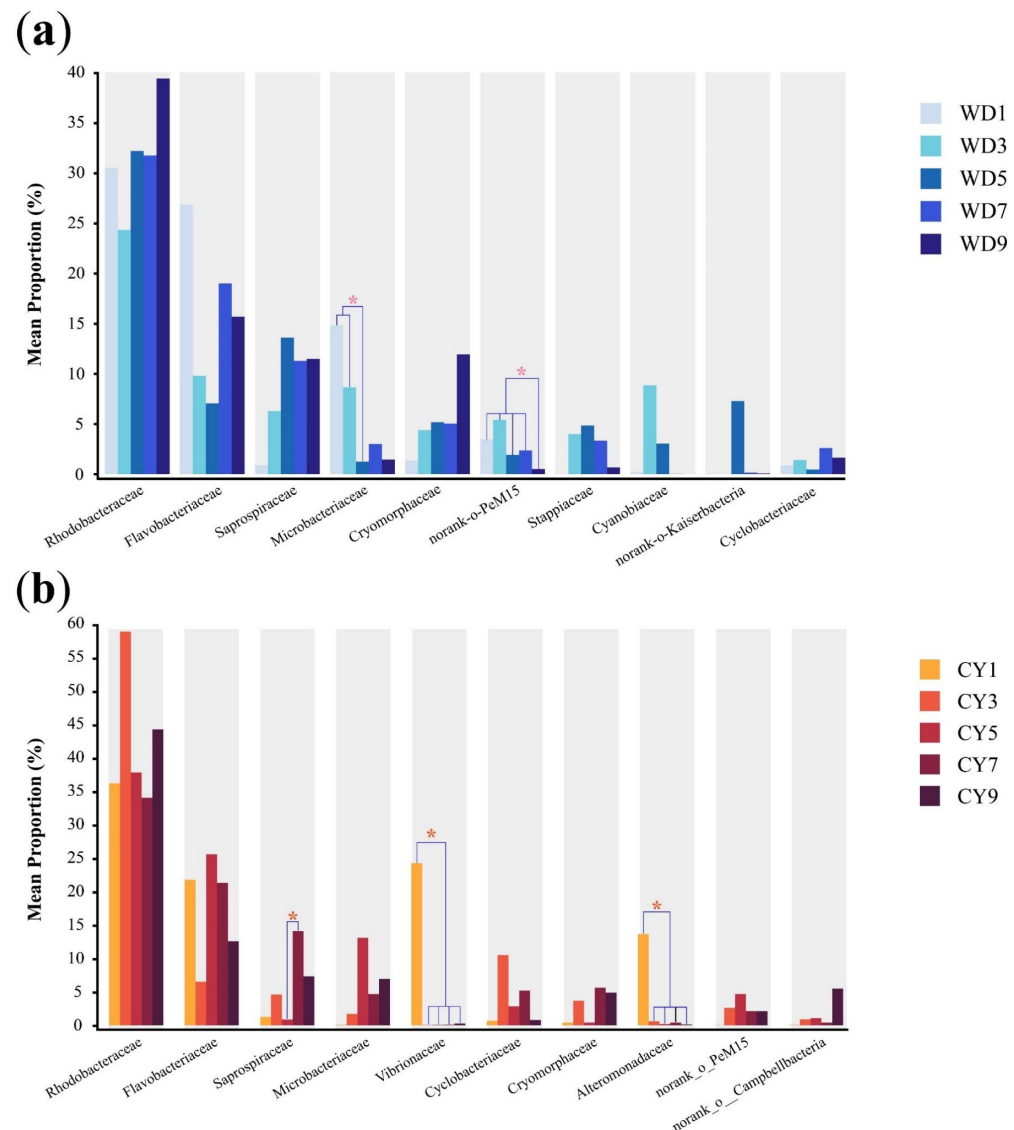 (a)
40
35
30
25
20
15
10
5
0
Mean Proportion (%)
Rhodobacteraceae
Flavobacteriaceae
Saprospiraceae
Microbacteriaceae
Cryomorphaceae
norank-o-PeM15
Stappiaceae
Cyanobiaceae
norank-o-Kaiserbacteria
Cyclobacteriaceae
*
*
WD1
WD3
WD5
WD7
WD9
(b)
60
55
50
45
40
35
30
25
20
15
10
5
0
Mean Proportion (%)
Rhodobacteraceae
Flavobacteriaceae
Saprospiraceae
Microbacteriaceae
Vibrionaceae
Cyclobacteriaceae
Cryomorphaceae
Alteromonadaceae
norank_o_PeM15
norank_o__Campbellbacteria
*
*
*
CY1
CY3
CY5
CY7
CY9